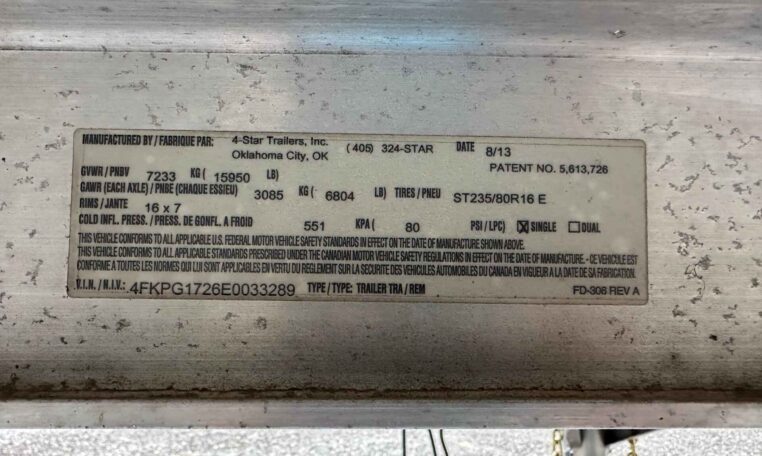 MANUFACTURED BY / FABRIQUE PAR: 4-Star Trailers, Inc. (405) 324-STAR DATE 8/13
Oklahoma City, OK
PATENT NO. 5,613,726
GVWR / PNBV 7233 KG ( 15950 LB)
GAWR (EACH AXLE) / PNBE (CHAQUE ESSIEU) 3085 KG ( 6804 LB) TIRES / PNEU ST235/80R16 E
RIMS / JANTE 16 x 7
COLD INFL. PRESS. / PRESS. DE GONFL. A FROID 551 KPA ( 80 PSI / LPC) ☒ SINGLE ☐ DUAL
THIS VEHICLE CONFORMS TO ALL APPLICABLE U.S. FEDERAL MOTOR VEHICLE SAFETY STANDARDS IN EFFECT ON THE DATE OF MANUFACTURE SHOWN ABOVE.
THIS VEHICLE CONFORMS TO ALL APPLICABLE STANDARDS PRESCRIBED UNDER THE CANADIAN MOTOR VEHICLE SAFETY REGULATIONS IN EFFECT ON THE DATE OF MANUFACTURE. - CE VEHICULE EST
CONFORME A TOUTES LES NORMES QUI LUI SONT APPLICABLES EN VERTU DU REGLEMENT SUR LA SECURITE DES VEHICULES AUTOMOBILES DU CANADA EN VIGUEUR A LA DATE DE SA FABRICATION.
V.I.N. / N.I.V.: 4FKPG1726E0033289 TYPE / TYPE: TRAILER TRA / REM FD-306 REV A